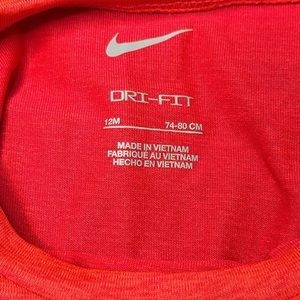 DRI-FIT
12M 74-80 CM
MADE IN VIETNAM
FABRIQUÉ AU VIETNAM
HECHO EN VIETNAM